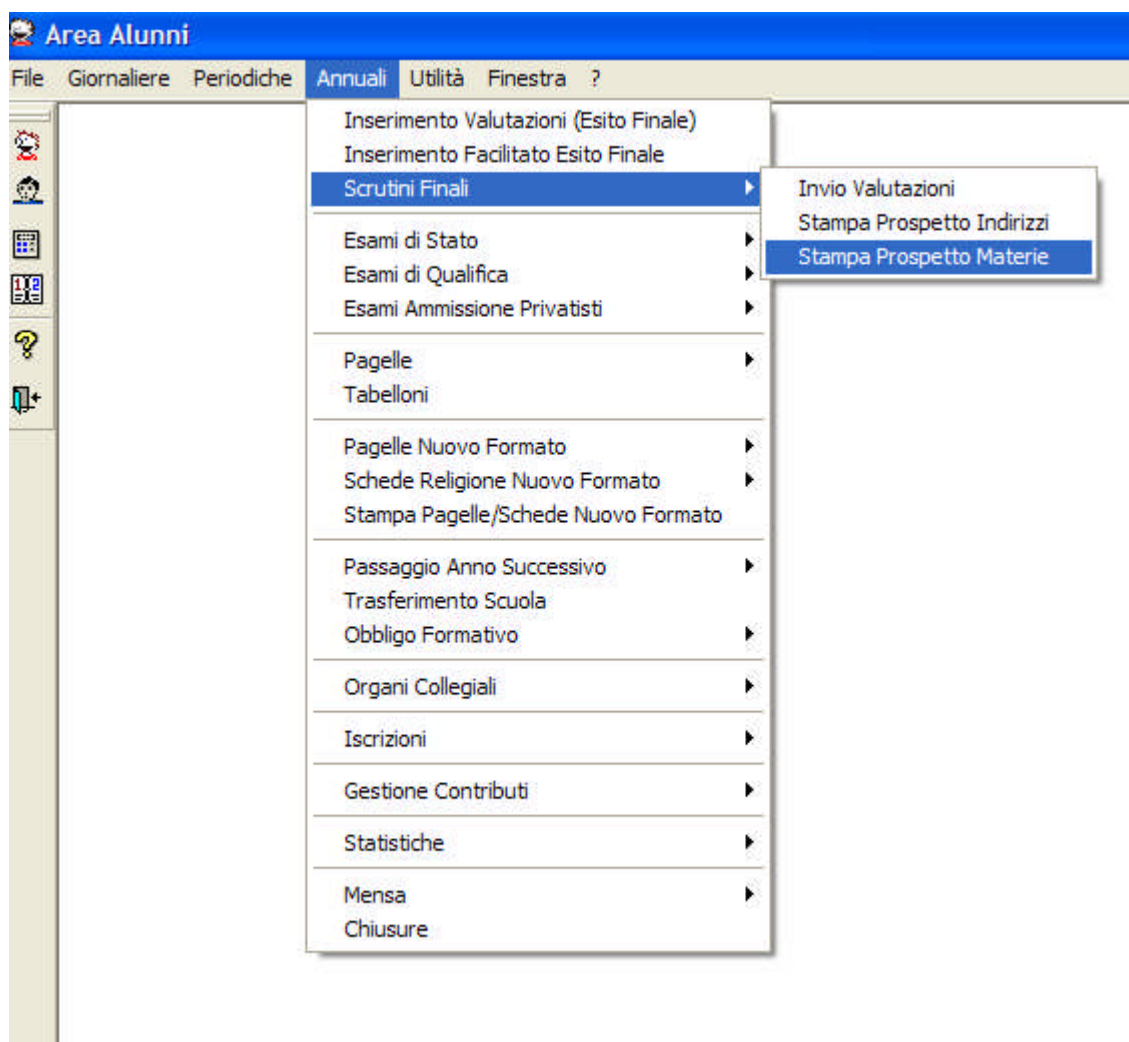 Area Alunni
File Giornaliere Periodiche Annuali Utilità Finestra ?
Inserimento Valutazioni (Esito Finale)
Inserimento Facilitato Esito Finale
Scrutini Finali
Invio Valutazioni
Stampa Prospetto Indirizzi
Stampa Prospetto Materie
Esami di Stato
Esami di Qualifica
Esami Ammissione Privatisti
Pagelle
Tabelloni
Pagelle Nuovo Formato
Schede Religione Nuovo Formato
Stampa Pagelle/Schede Nuovo Formato
Passaggio Anno Successivo
Trasferimento Scuola
Obbligo Formativo
Organi Collegiali
Iscrizioni
Gestione Contributi
Statistiche
Mensa
Chiusure